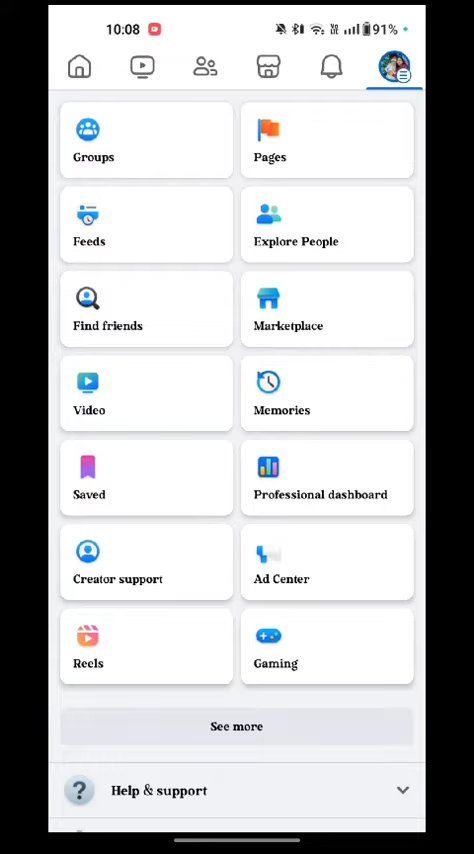 10:08 91%
Groups
Pages
Feeds
Explore People
Find friends
Marketplace
Video
Memories
Saved
Professional dashboard
Creator support
Ad Center
Reels
Gaming
See more
? Help & support